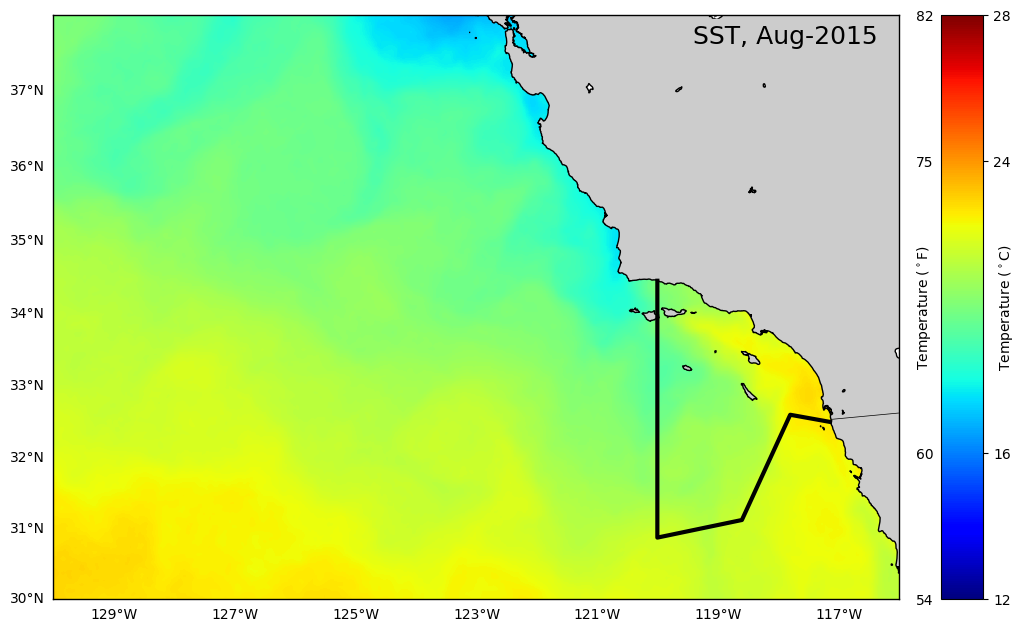 SST, Aug-2015
37°N
36°N
35°N
34°N
33°N
32°N
31°N
30°N
129°W 127°W 125°W 123°W 121°W 119°W 117°W
82
75
60
54
Temperature (°F)
28
24
16
12
Temperature (°C)